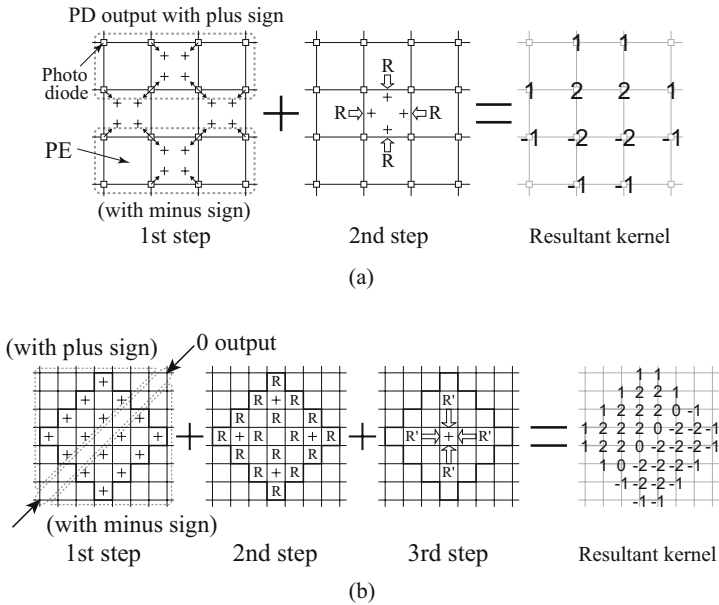 PD output with plus sign
Photo
diode
PE
(with minus sign)
1st step
+
R
R R
R
2nd step
=
1 1
1 2 2 1
-1 -2 -2 -1
-1 -1
Resultant kernel
(a)
(with plus sign)
0 output
(with minus sign)
1st step
+
R
R + R
R R R R
R + R R + R
R R R R
R + R
R
2nd step
+
R'
R' + R'
R'
3rd step
=
1 1
1 2 2 1
1 2 2 2 0 -1
1 2 2 2 0 -2 -2 -1
1 2 2 0 -2 -2 -2 -1
1 0 -2 -2 -2 -1
-1 -2 -2 -1
-1 -1
Resultant kernel
(b)